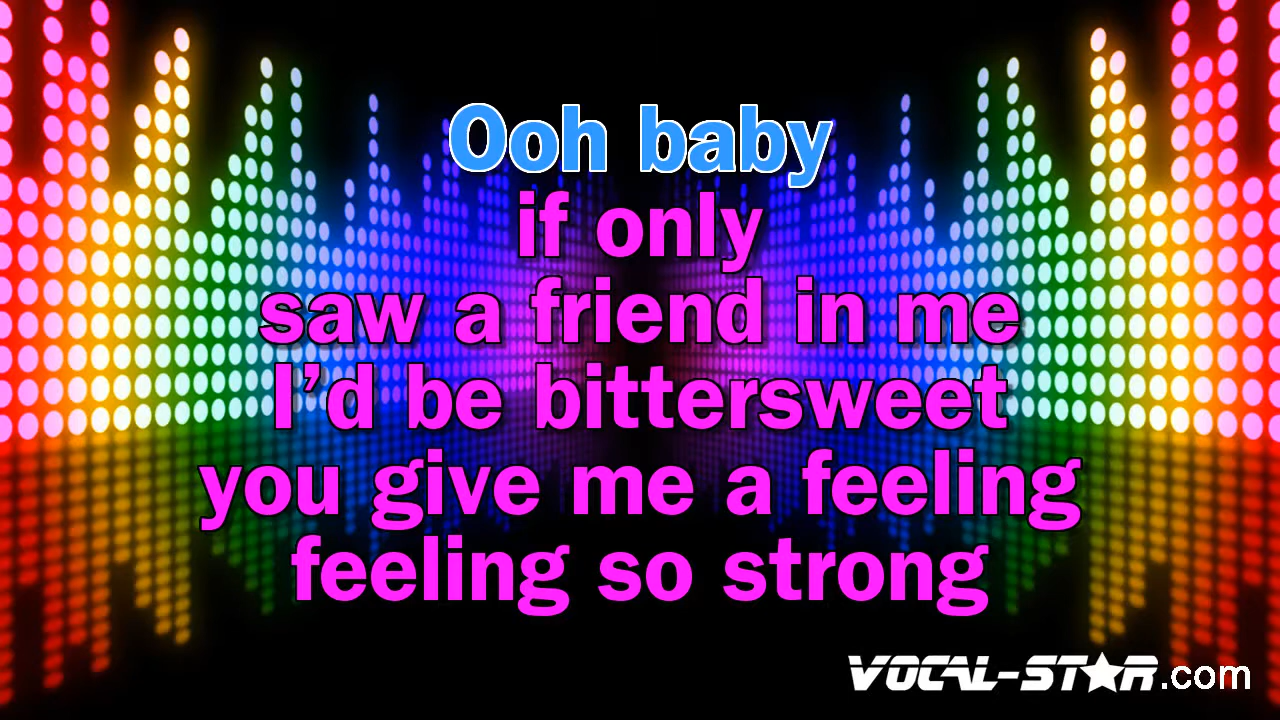 Ooh baby
if only
saw a friend in me
I’d be bittersweet
you give me a feeling
feeling so strong
VOCAL-STAR.com